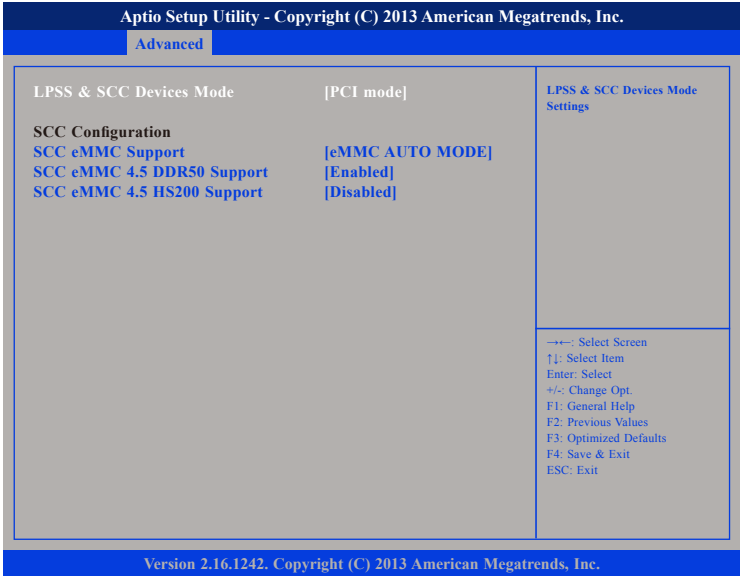 Aptio Setup Utility - Copyright (C) 2013 American Megatrends, Inc.
Advanced
LPSS & SCC Devices Mode [PCI mode]
SCC Configuration
SCC eMMC Support [eMMC AUTO MODE]
SCC eMMC 4.5 DDR50 Support [Enabled]
SCC eMMC 4.5 HS200 Support [Disabled]
LPSS & SCC Devices Mode
Settings
→←: Select Screen
↑↓: Select Item
Enter: Select
+/-: Change Opt.
F1: General Help
F2: Previous Values
F3: Optimized Defaults
F4: Save & Exit
ESC: Exit
Version 2.16.1242. Copyright (C) 2013 American Megatrends, Inc.